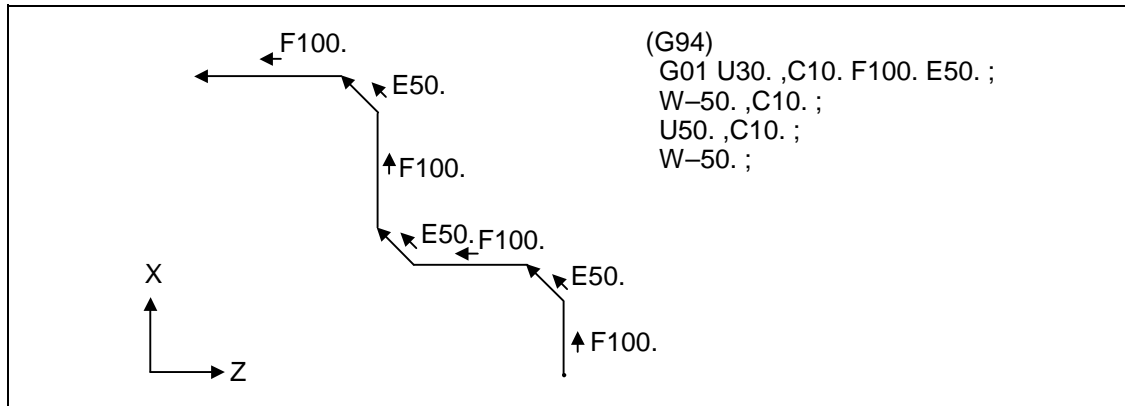 F100.
E50.
F100.
E50.
F100.
E50.
F100.
X
Z
(G94)
G01 U30. ,C10. F100. E50. ;
W–50. ,C10. ;
U50. ,C10. ;
W–50. ;